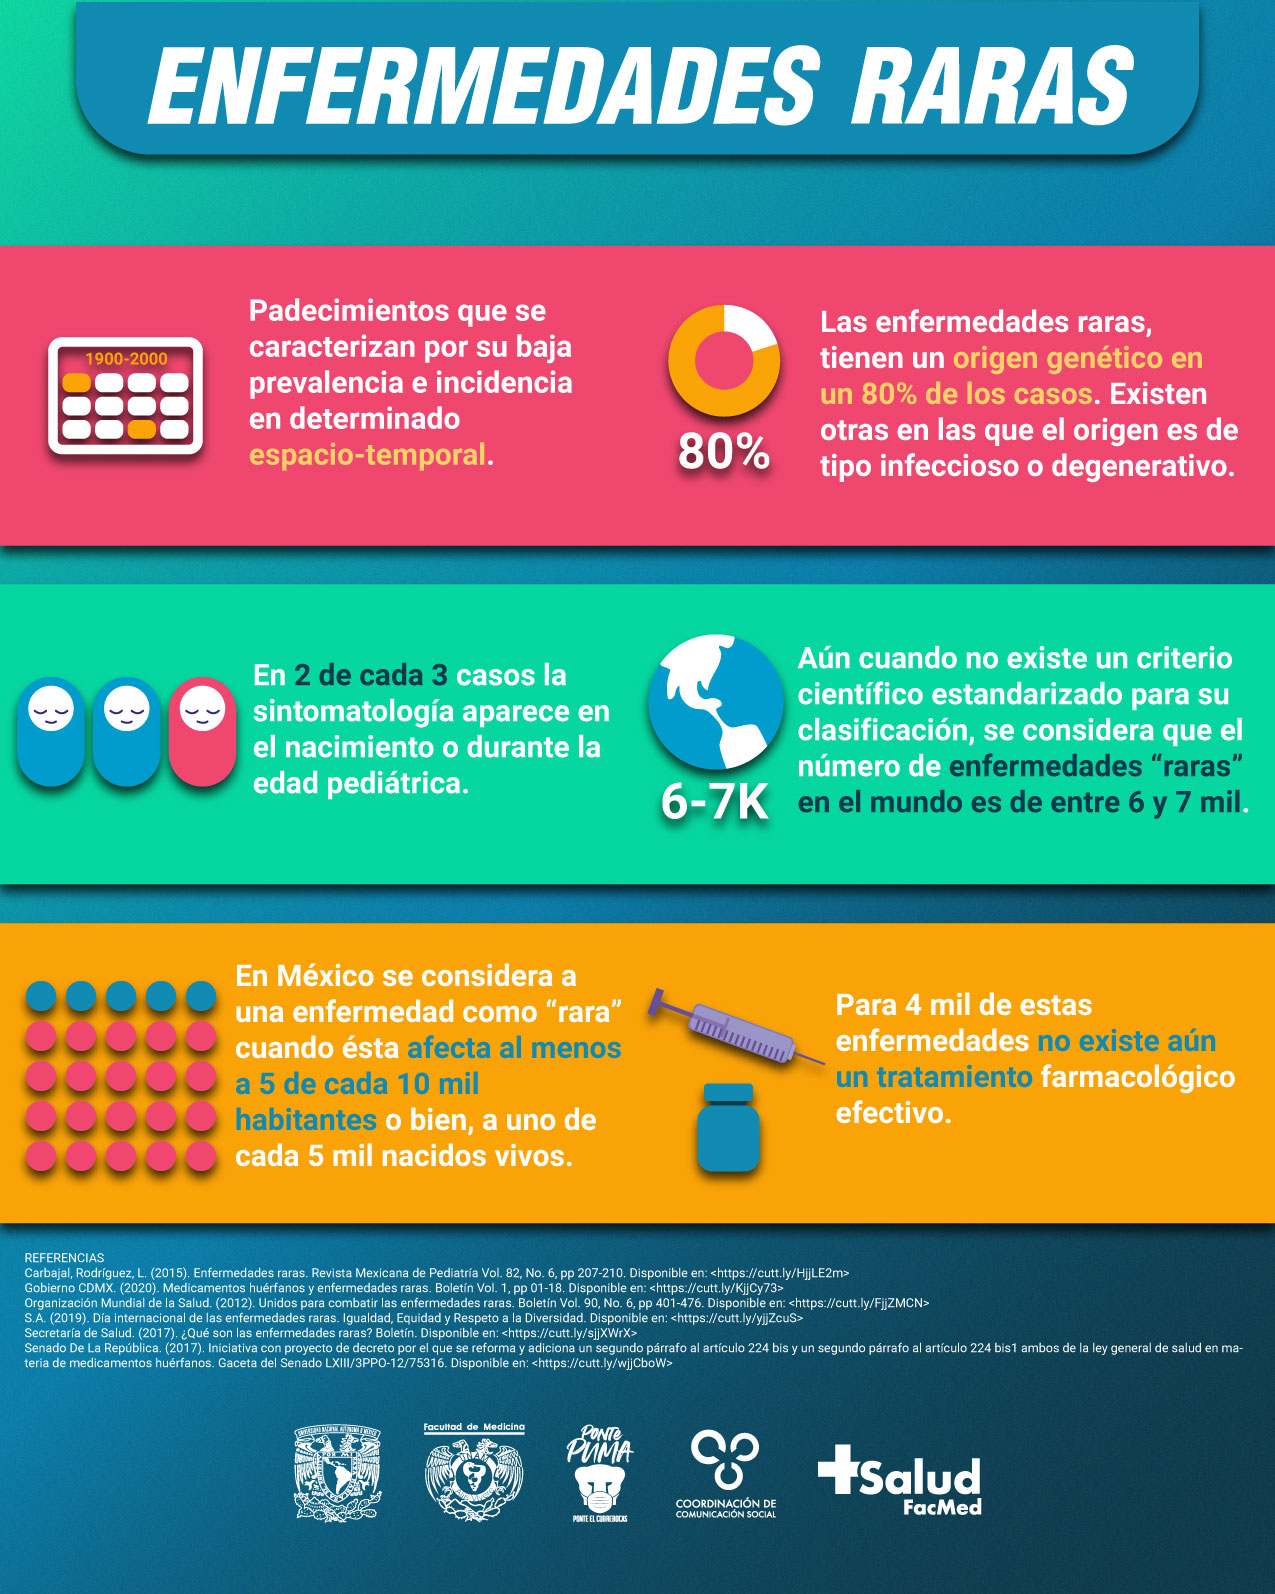 ENFERMEDADES RARAS
1900-2000
Padecimientos que se
caracterizan por su baja
prevalencia e incidencia
en determinado
espacio-temporal.
80%
Las enfermedades raras,
tienen un origen genético en
un 80% de los casos. Existen
otras en las que el origen es de
tipo infeccioso o degenerativo.
En 2 de cada 3 casos la
sintomatología aparece en
el nacimiento o durante la
edad pediátrica.
6-7K
Aún cuando no existe un criterio
científico estandarizado para su
clasificación, se considera que el
número de enfermedades “raras”
en el mundo es de entre 6 y 7 mil.
En México se considera a
una enfermedad como “rara”
cuando ésta afecta al menos
a 5 de cada 10 mil
habitantes o bien, a uno de
cada 5 mil nacidos vivos.
Para 4 mil de estas
enfermedades no existe aún
un tratamiento farmacológico
efectivo.
REFERENCIAS
Carbajal, Rodríguez, L. (2015). Enfermedades raras. Revista Mexicana de Pediatría Vol. 82, No. 6, pp 207-210. Disponible en: <https://cutt.ly/HjjLE2m>
Gobierno CDMX. (2020). Medicamentos huérfanos y enfermedades raras. Boletín Vol. 1, pp 01-18. Disponible en: <https://cutt.ly/KjjCy73>
Organización Mundial de la Salud. (2012). Unidos para combatir las enfermedades raras. Boletín Vol. 90, No. 6, pp 401-476. Disponible en: <https://cutt.ly/FjjZMCN>
S.A. (2019). Día internacional de las enfermedades raras. Igualdad, Equidad y Respeto a la Diversidad. Disponible en: <https://cutt.ly/yjjZcuS>
Secretaría de Salud. (2017). ¿Qué son las enfermedades raras? Boletín. Disponible en: <https://cutt.ly/sjjXWrX>
Senado De La República. (2017). Iniciativa con proyecto de decreto por el que se reforma y adiciona un segundo párrafo al artículo 224 bis y un segundo párrafo al artículo 224 bis1 ambos de la ley general de salud en ma-
teria de medicamentos huérfanos. Gaceta del Senado LXIII/3PPO-12/75316. Disponible en: <https://cutt.ly/wjjCboW>
Facultad de Medicina
PONTE
PUMA
PONTE EL CUBREBOCAS
COORDINACIÓN DE
COMUNICACIÓN SOCIAL
+Salud
FacMed